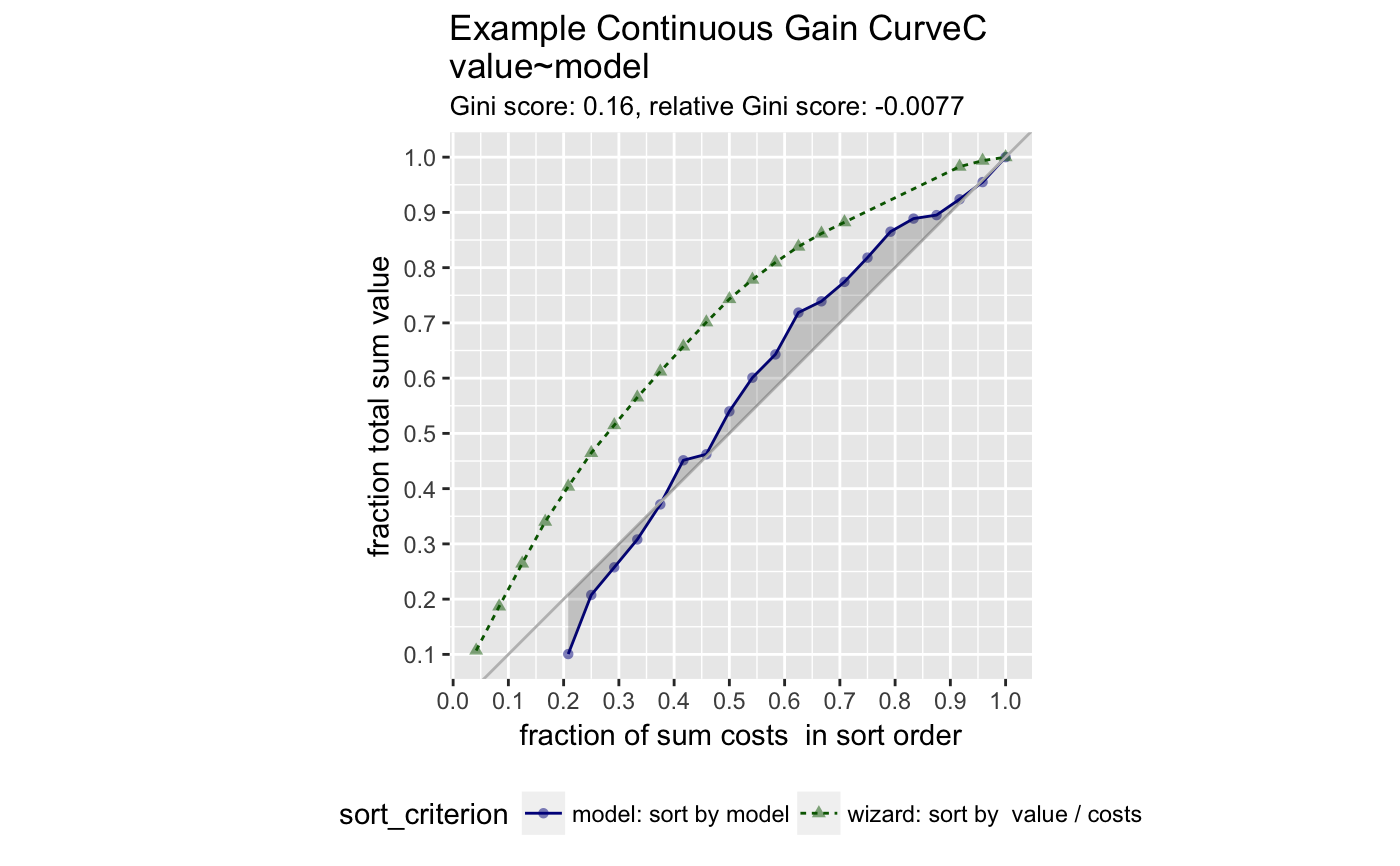 Example Continuous Gain CurveC
value~model
Gini score: 0.16, relative Gini score: -0.0077
fraction total sum value
1.0
0.9
0.8
0.7
0.6
0.5
0.4
0.3
0.2
0.1
0.0 0.1 0.2 0.3 0.4 0.5 0.6 0.7 0.8 0.9 1.0
fraction of sum costs  in sort order
sort_criterion model: sort by model wizard: sort by  value / costs